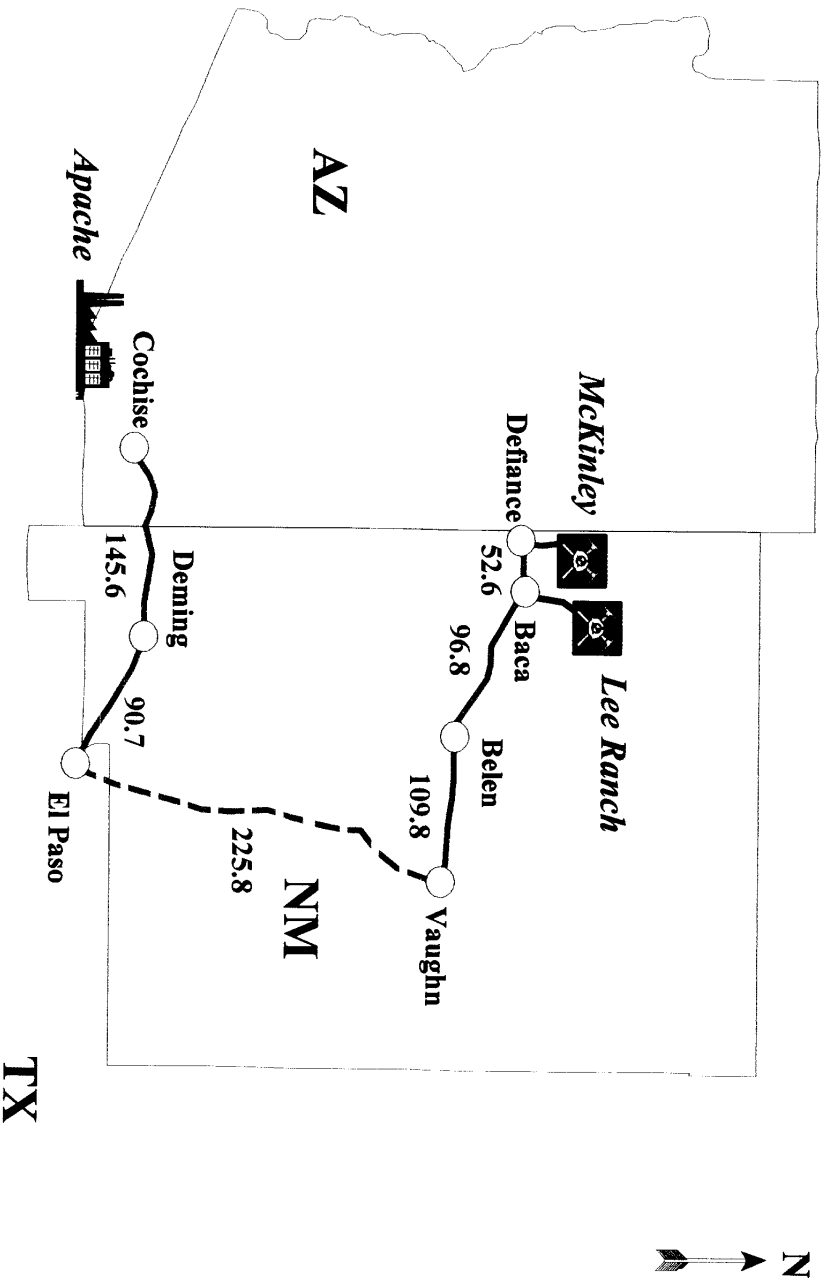 N
McKinley
Lee Ranch
Defiance
52.6
Baca
96.8
Belen
109.8
Vaughn
AZ
NM
225.8
Apache
Cochise
145.6
Deming
90.7
El Paso
TX